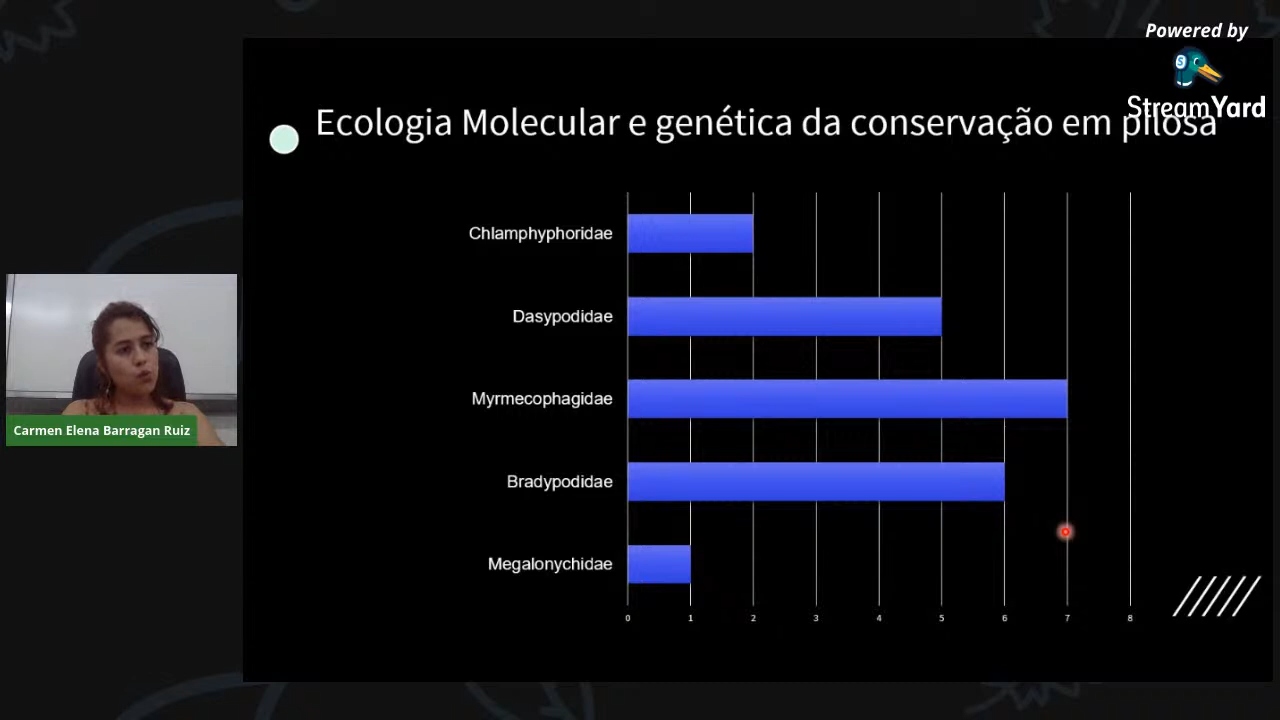 Powered by
StreamYard
Ecologia Molecular e genética da conservação em pilosa
Chlamphyphoridae
Dasypodidae
Myrmecophagidae
Bradypodidae
Megalonychidae
0 1 2 3 4 5 6 7 8
Carmen Elena Barragan Ruiz